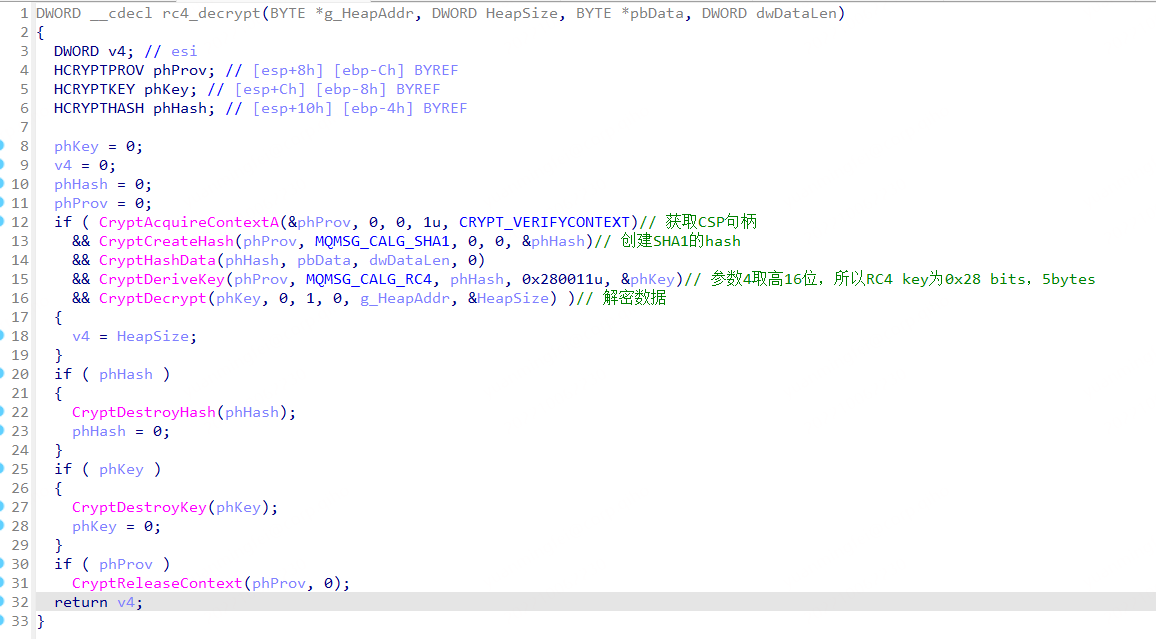 1 DWORD __cdecl rc4_decrypt(BYTE *g_HeapAddr, DWORD HeapSize, BYTE *pbData, DWORD dwDataLen)
2 {
3   DWORD v4; // esi
4   HCRYPTPROV phProv; // [esp+8h] [ebp-Ch] BYREF
5   HCRYPTKEY phKey; // [esp+Ch] [ebp-8h] BYREF
6   HCRYPTHASH phHash; // [esp+10h] [ebp-4h] BYREF
7
8   phKey = 0;
9   v4 = 0;
10   phHash = 0;
11   phProv = 0;
12   if ( CryptAcquireContextA(&phProv, 0, 0, 1u, CRYPT_VERIFYCONTEXT)// 获取CSP句柄
13     && CryptCreateHash(phProv, MQMSG_CALG_SHA1, 0, 0, &phHash)// 创建SHA1的hash
14     && CryptHashData(phHash, pbData, dwDataLen, 0)
15     && CryptDeriveKey(phProv, MQMSG_CALG_RC4, phHash, 0x280011u, &phKey)// 参数4取高16位，所以RC4 key为0x28 bits，5bytes
16     && CryptDecrypt(phKey, 0, 1, 0, g_HeapAddr, &HeapSize) )// 解密数据
17   {
18     v4 = HeapSize;
19   }
20   if ( phHash )
21   {
22     CryptDestroyHash(phHash);
23     phHash = 0;
24   }
25   if ( phKey )
26   {
27     CryptDestroyKey(phKey);
28     phKey = 0;
29   }
30   if ( phProv )
31     CryptReleaseContext(phProv, 0);
32   return v4;
33 }